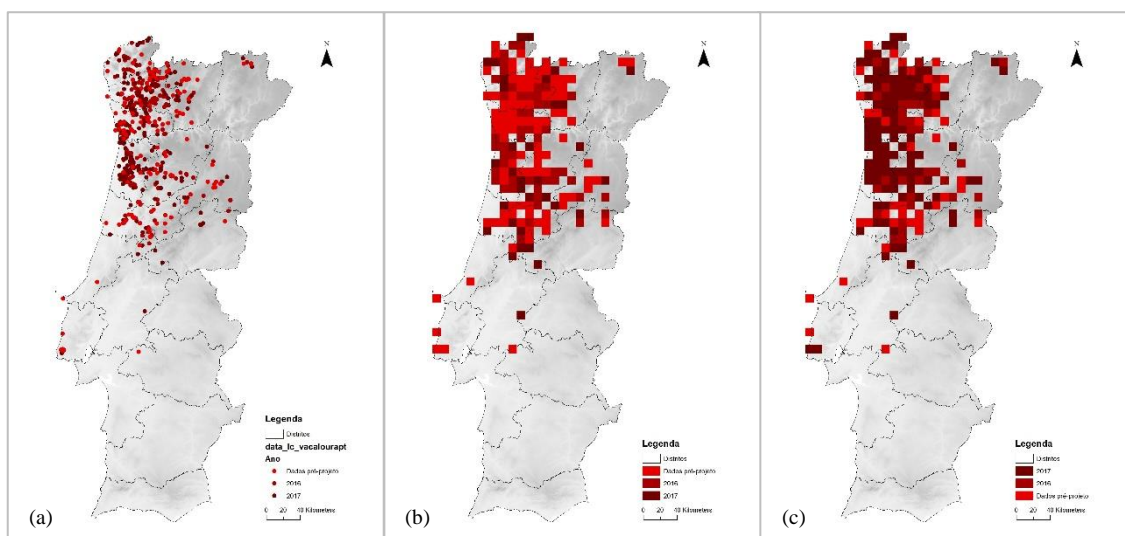 N
Legenda
Distritos
data_lc_vacalourapt
Ano
Dados pré-projeto
2016
2017
0 20 40 Kilometers
(a)
N
Legenda
Distritos
Dados pré-projeto
2016
2017
0 20 40 Kilometers
(b)
N
Legenda
Distritos
2017
2016
Dados pré-projeto
0 20 40 Kilometers
(c)